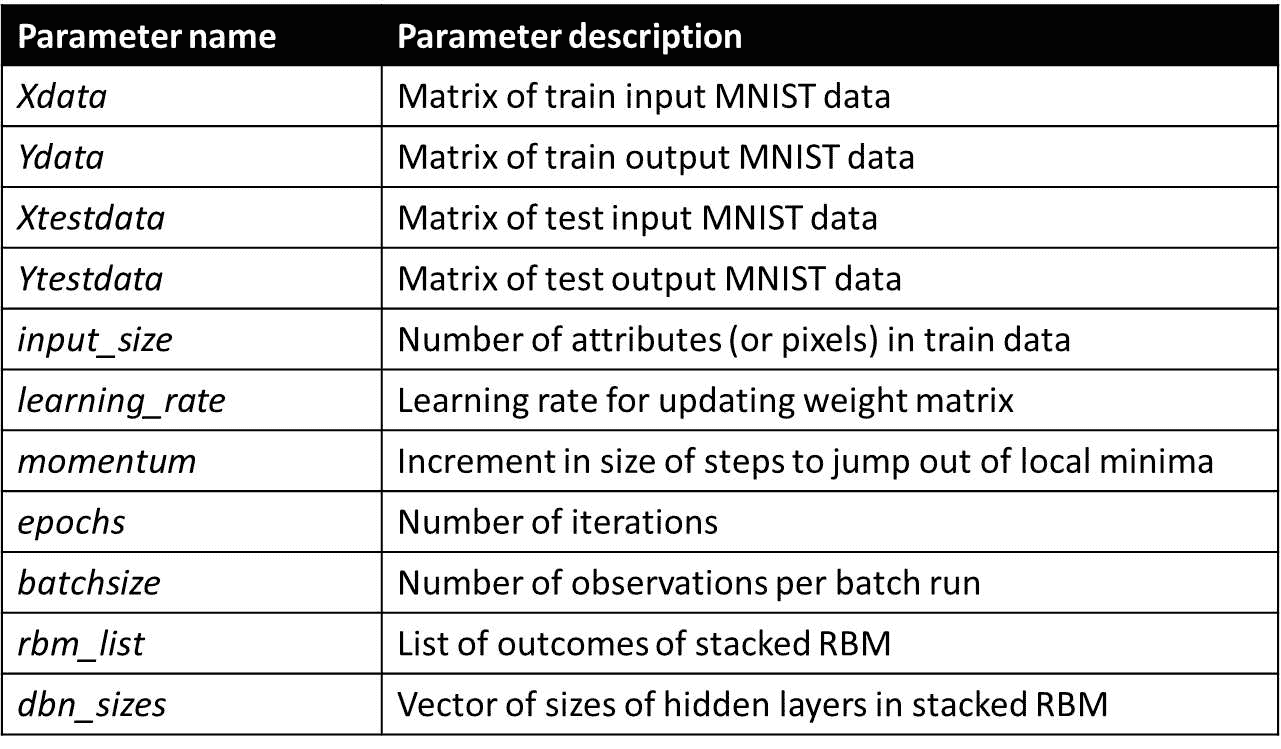 Parameter name Parameter description
Xdata Matrix of train input MNIST data
Ydata Matrix of train output MNIST data
Xtestdata Matrix of test input MNIST data
Ytestdata Matrix of test output MNIST data
input_size Number of attributes (or pixels) in train data
learning_rate Learning rate for updating weight matrix
momentum Increment in size of steps to jump out of local minima
epochs Number of iterations
batchsize Number of observations per batch run
rbm_list List of outcomes of stacked RBM
dbn_sizes Vector of sizes of hidden layers in stacked RBM